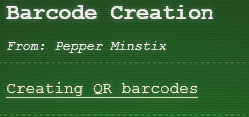 Barcode Creation
From: Pepper Minstix
Creating QR barcodes